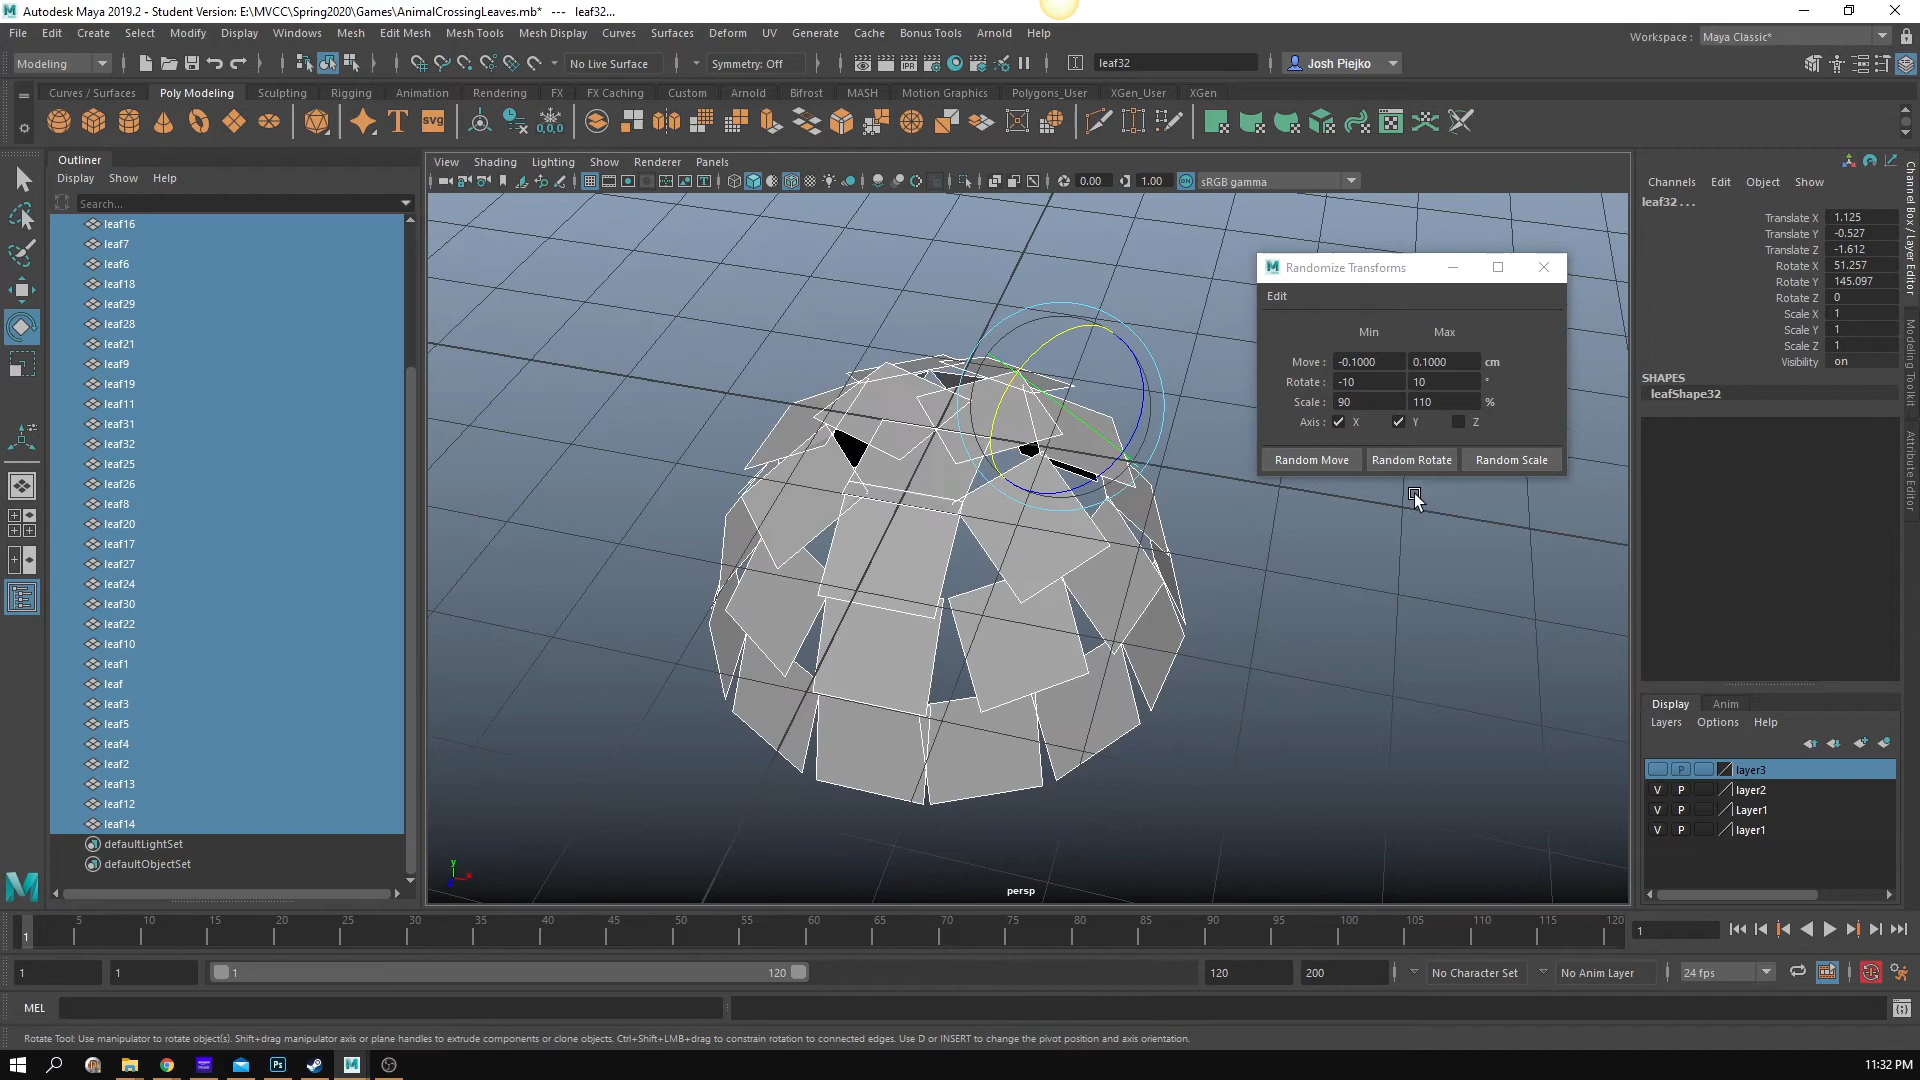 Autodesk Maya 2019.2 - Student Version: E:\MVCC\Spring2020\Games\AnimalCrossingLeaves.mb* --- leaf32...
File Edit Create Select Modify Display Windows Mesh Edit Mesh Mesh Tools Mesh Display Curves Surfaces Deform UV Generate Cache Bonus Tools Arnold Help
Workspace : Maya Classic*
Modeling No Live Surface Symmetry: Off leaf32 Josh Piejko
Curves / Surfaces Poly Modeling Sculpting Rigging Animation Rendering FX FX Caching Custom Arnold Bifrost MASH Motion Graphics Polygons_User XGen_User XGen
T SVG 0,0,0
Outliner
Display Show Help
Search...
leaf16
leaf7
leaf6
leaf18
leaf29
leaf28
leaf21
leaf9
leaf19
leaf11
leaf31
leaf32
leaf25
leaf26
leaf8
leaf20
leaf17
leaf27
leaf24
leaf30
leaf22
leaf10
leaf1
leaf
leaf3
leaf5
leaf4
leaf2
leaf13
leaf12
leaf14
defaultLightSet
defaultObjectSet
View Shading Lighting Show Renderer Panels
0.00 1.00 sRGB gamma
Randomize Transforms
Edit
Min Max
Move : -0.1000 0.1000 cm
Rotate : -10 10 °
Scale : 90 110 %
Axis : X Y Z
Random Move Random Rotate Random Scale
y
x
persp
Channels Edit Object Show
leaf32 . . .
Translate X 1.125
Translate Y -0.527
Translate Z -1.612
Rotate X 51.257
Rotate Y 145.097
Rotate Z 0
Scale X 1
Scale Y 1
Scale Z 1
Visibility on
SHAPES
leafShape32
Channel Box / Layer Editor
Modeling Toolkit
Attribute Editor
Display Anim
Layers Options Help
P layer3
V P layer2
V P Layer1
V P layer1
5 10 15 20 25 30 35 40 45 50 55 60 65 70 75 80 85 90 95 100 105 110 115 120
1 1
1 1 1 120 120 200 No Character Set No Anim Layer 24 fps
MEL
Rotate Tool: Use manipulator to rotate object(s). Shift+drag manipulator axis or plane handles to extrude components or clone objects. Ctrl+Shift+LMB+drag to constrain rotation to connected edges. Use D or INSERT to change the pivot position and axis orientation.
Ps
11:32 PM